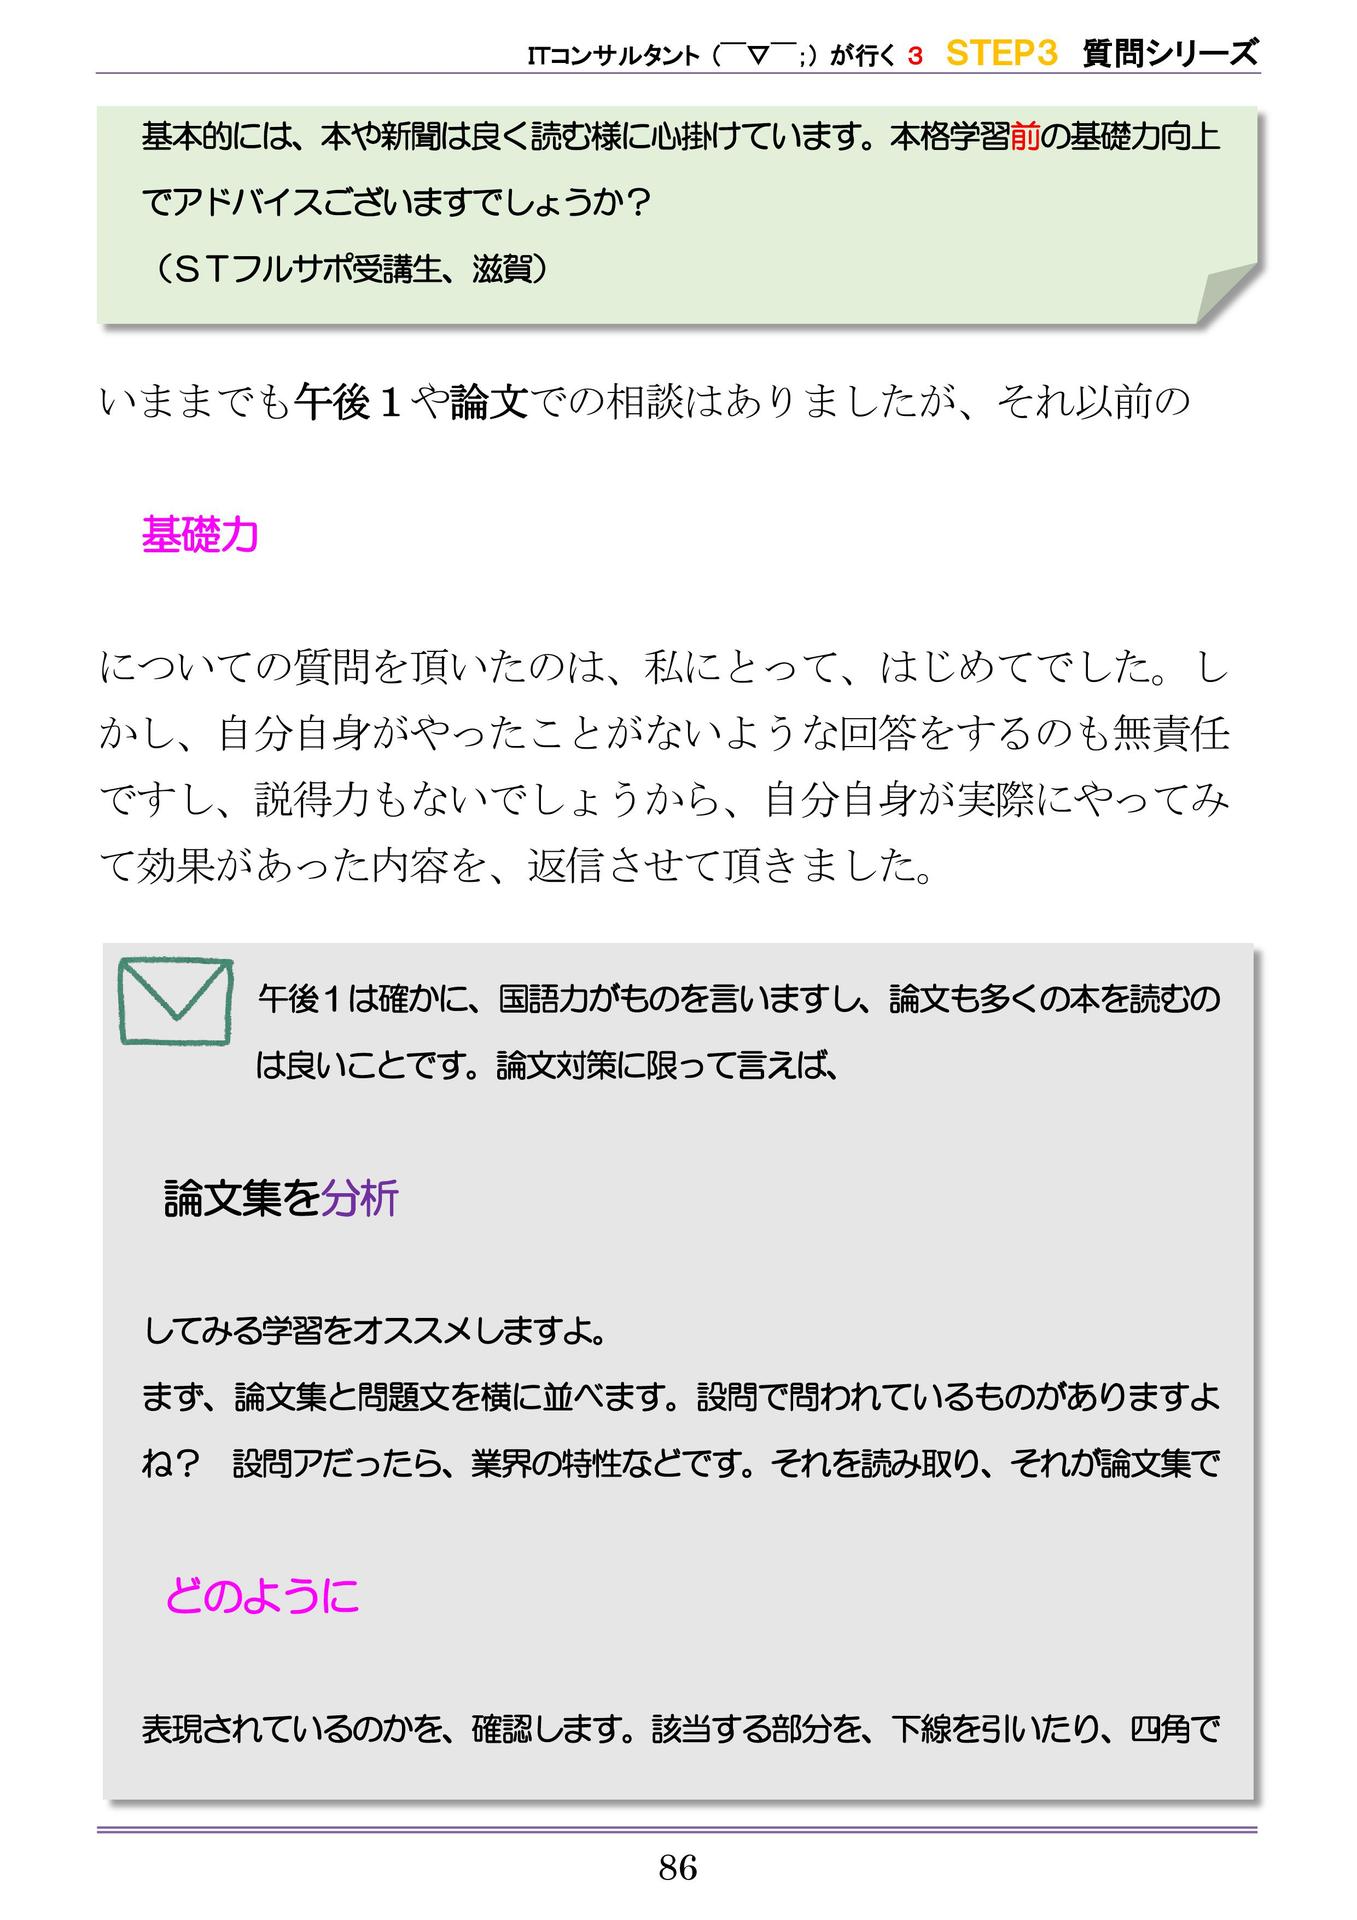 ITコンサルタント（￣▽￣;）が行く 3　STEP3　質問シリーズ
基本的には、本や新聞は良く読む様に心掛けています。本格学習前の基礎力向上
でアドバイスございますでしょうか？
（ＳＴフルサポ受講生、滋賀）
いままでも午後１や論文での相談はありましたが、それ以前の
基礎力
についての質問を頂いたのは、私にとって、はじめてでした。し
かし、自分自身がやったことがないような回答をするのも無責任
ですし、説得力もないでしょうから、自分自身が実際にやってみ
て効果があった内容を、返信させて頂きました。
午後１は確かに、国語力がものを言いますし、論文も多くの本を読むの
は良いことです。論文対策に限って言えば、
論文集を分析
してみる学習をオススメしますよ。
まず、論文集と問題文を横に並べます。設問で問われているものがありますよ
ね？　設問アだったら、業界の特性などです。それを読み取り、それが論文集で
どのように
表現されているのかを、確認します。該当する部分を、下線を引いたり、四角で
86